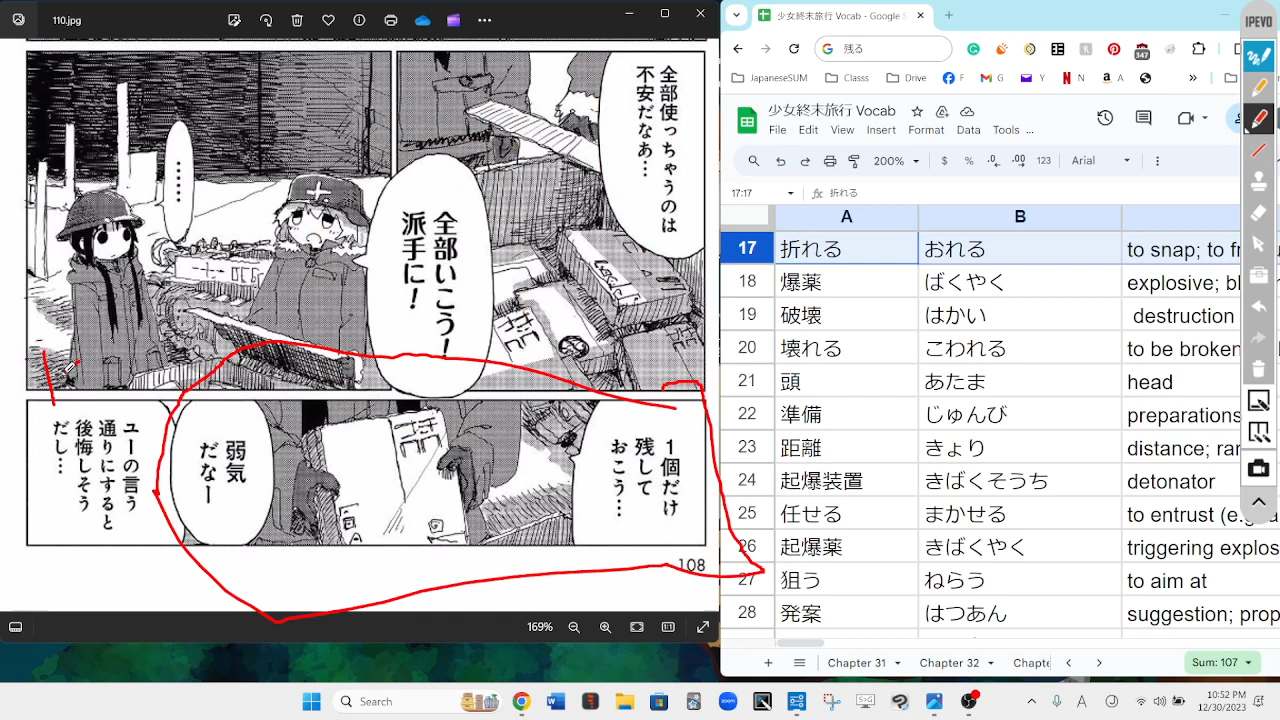 110.jpg
全部使っちゃうのは
不安だなあ…
全部いこう！
派手に！
……
1個だけ
残して
おこう…
弱気
だなー
ユーの言う
通りにすると
後悔しそう
だし…
108
169%
少女終末旅行 Vocab - Google S
残る
JapaneseSUM
Drive
少女終末旅行 Vocab
File Edit View Insert Format Data Tools ...
200% $ % .0 .00 123 Arial
17:17 fx 折れる
A B
17 折れる おれる to snap; to fr
18 爆薬 ばくやく explosive; bl
19 破壊 はかい destruction
20 壊れる こわれる to be broken
21 頭 あたま head
22 準備 じゅんび preparations
23 距離 きょり distance; ran
24 起爆装置 きばくそうち detonator
25 任せる まかせる to entrust (e.g.
26 起爆薬 きばくやく triggering explos
27 狙う ねらう to aim at
28 発案 はつあん suggestion; prop
Chapter 31 Chapter 32 Chapte
Sum: 107
IPEVO
Search
zoom
10:52 PM
12/30/2023